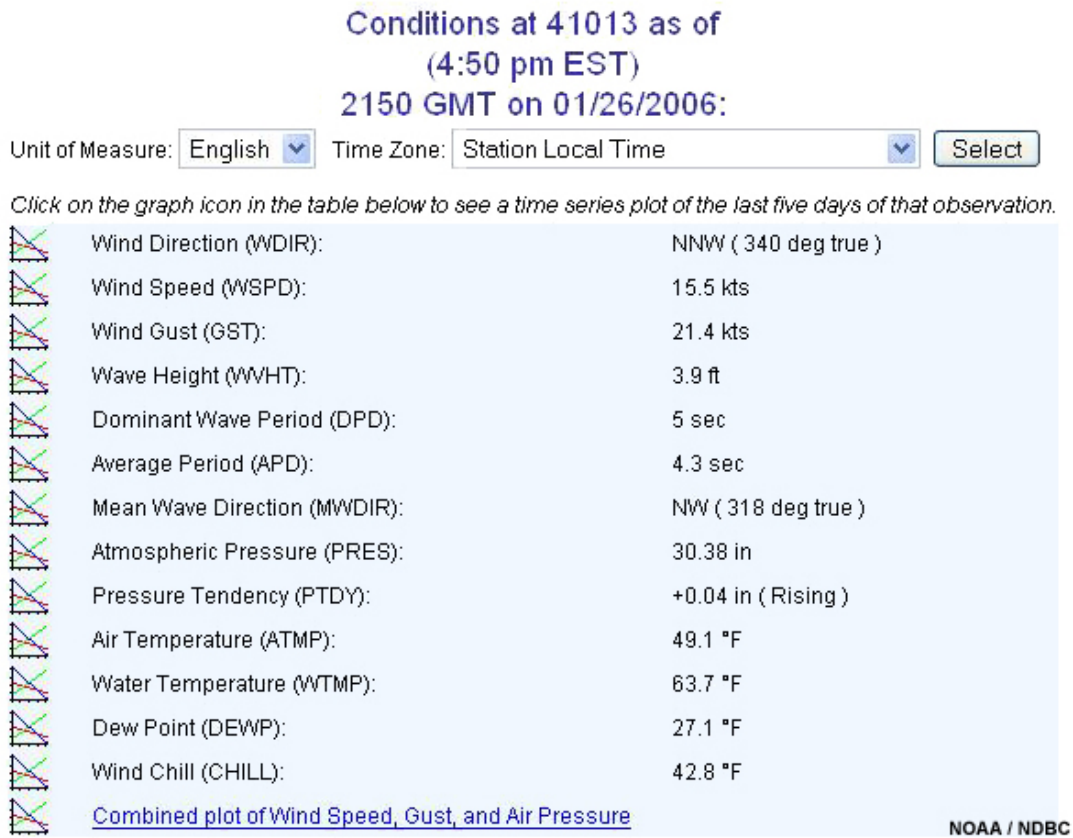 Conditions at 41013 as of
(4:50 pm EST)
2150 GMT on 01/26/2006:
Unit of Measure: English Time Zone: Station Local Time Select
Click on the graph icon in the table below to see a time series plot of the last five days of that observation.
Wind Direction (WDIR): NNW ( 340 deg true )
Wind Speed (WSPD): 15.5 kts
Wind Gust (GST): 21.4 kts
Wave Height (WVHT): 3.9 ft
Dominant Wave Period (DPD): 5 sec
Average Period (APD): 4.3 sec
Mean Wave Direction (MWDIR): NW ( 318 deg true )
Atmospheric Pressure (PRES): 30.38 in
Pressure Tendency (PTDY): +0.04 in ( Rising )
Air Temperature (ATMP): 49.1 °F
Water Temperature (WTMP): 63.7 °F
Dew Point (DEWP): 27.1 °F
Wind Chill (CHILL): 42.8 °F
Combined plot of Wind Speed, Gust, and Air Pressure
NOAA / NDBC